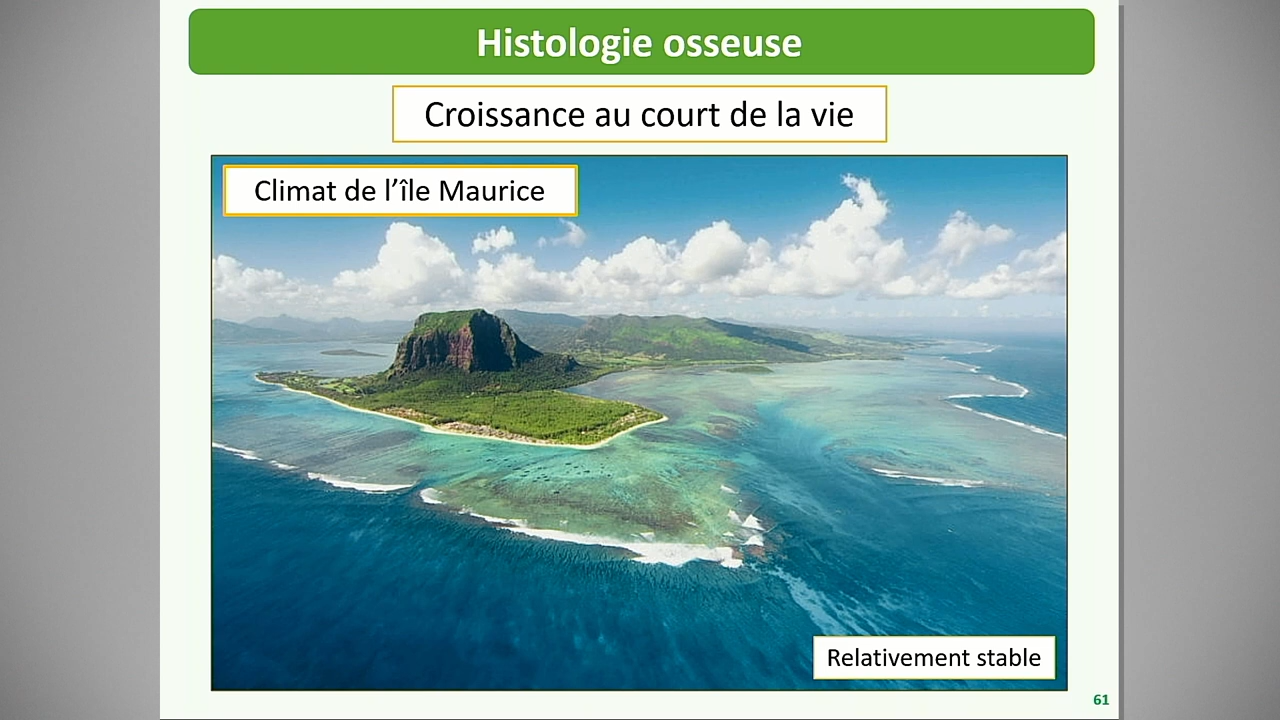 Histologie osseuse
Croissance au court de la vie
Climat de l’île Maurice
Relativement stable
61